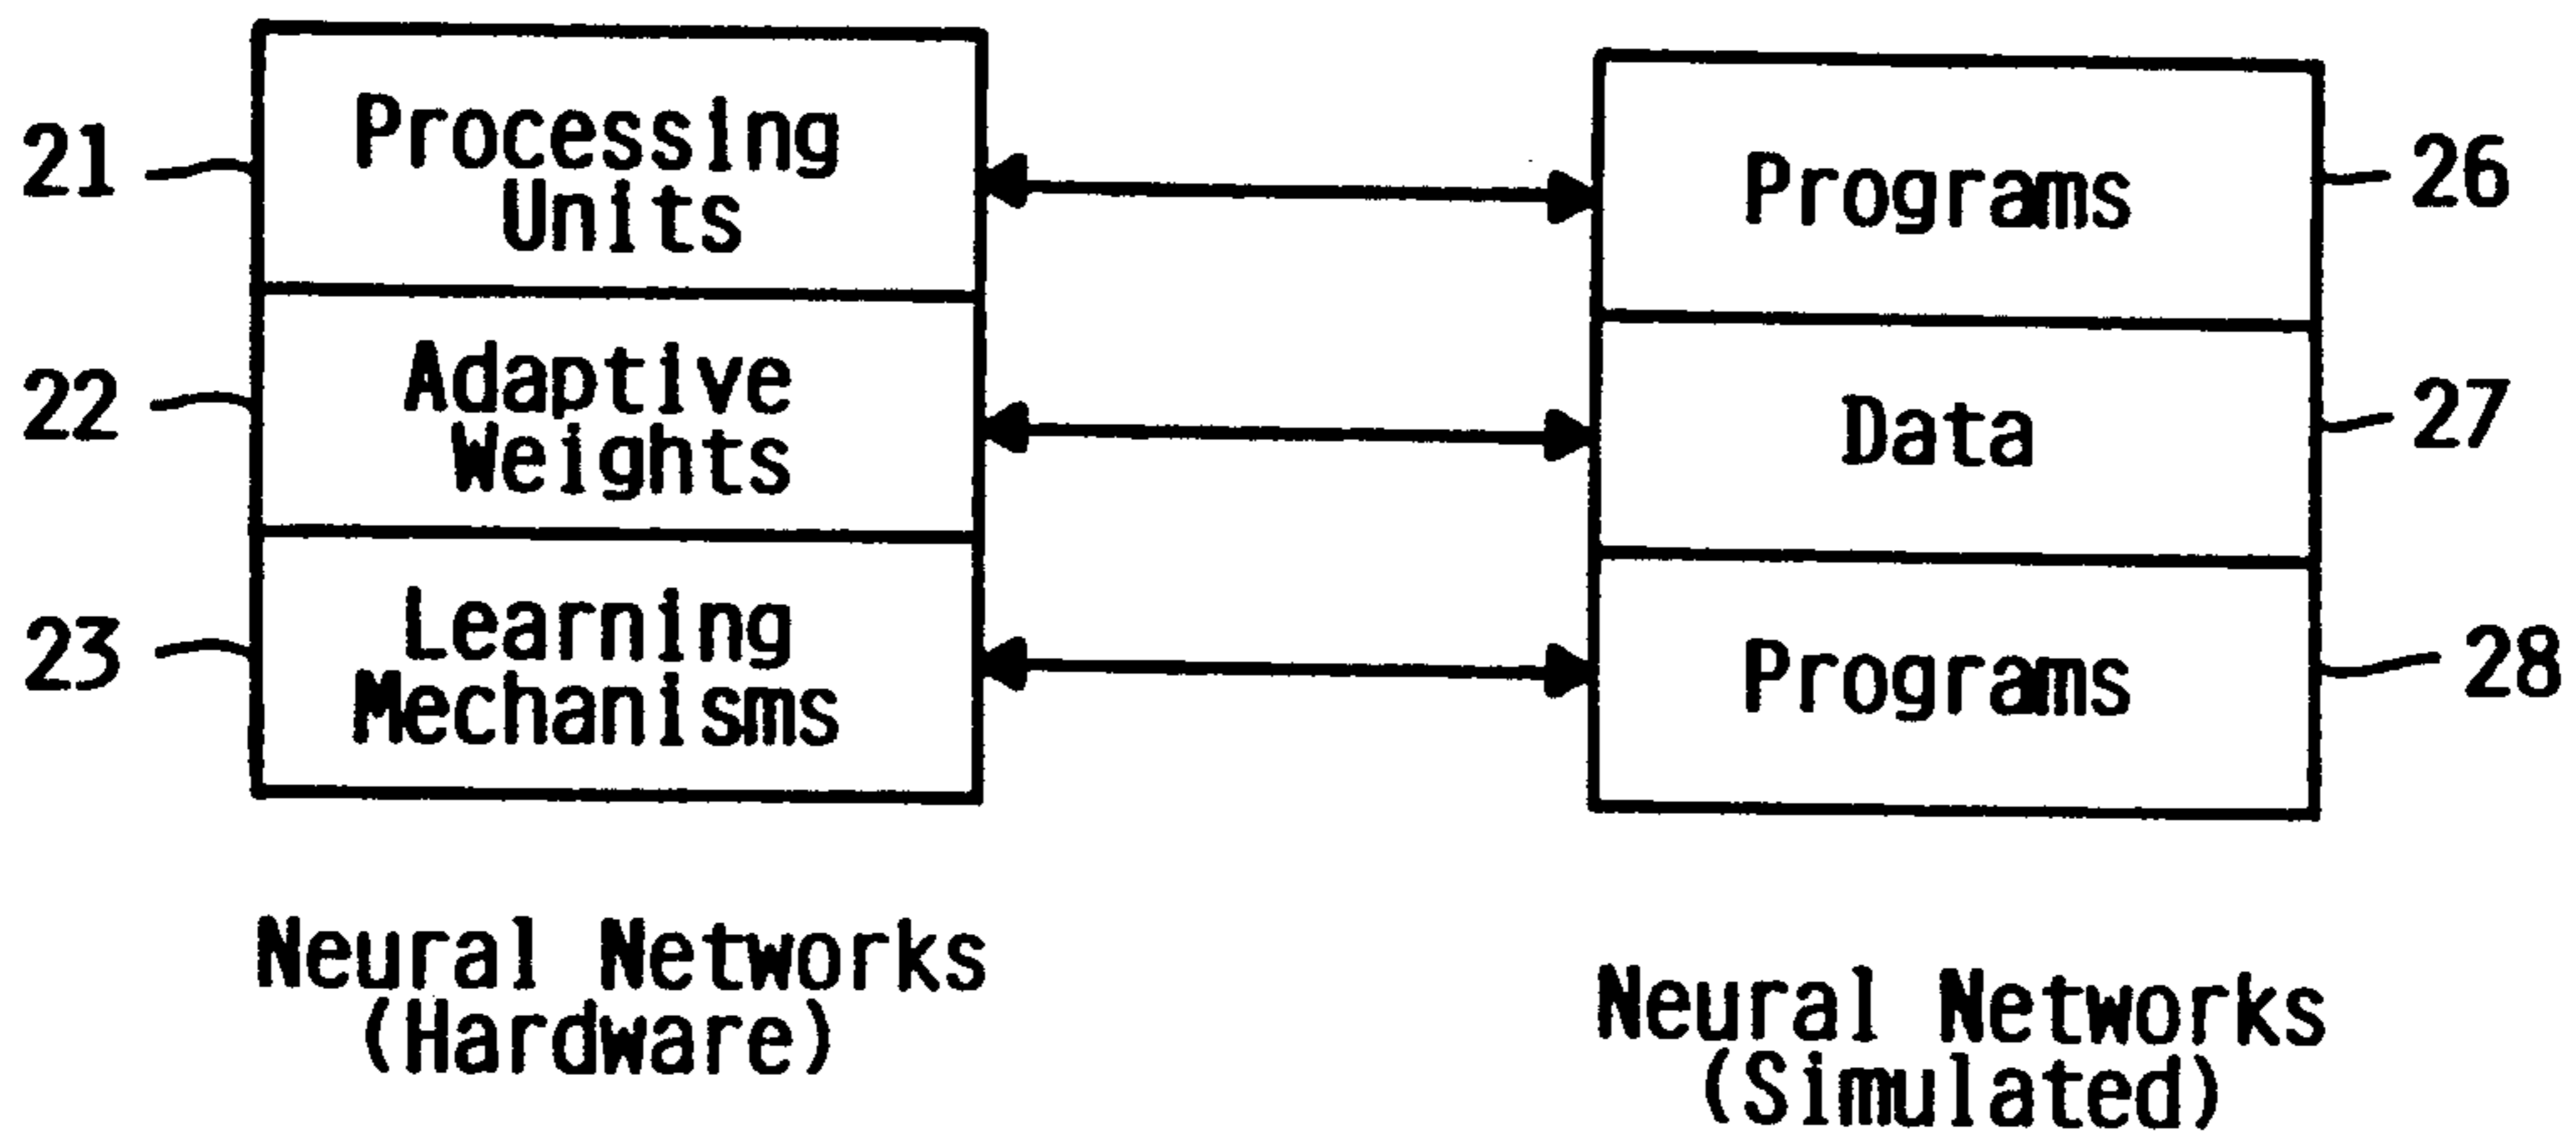 21
Processing
Units
22
Adaptive
Weights
23
Learning
Mechanisms
Neural Networks
(Hardware)
Programs
26
Data
27
Programs
28
Neural Networks
(Simulated)